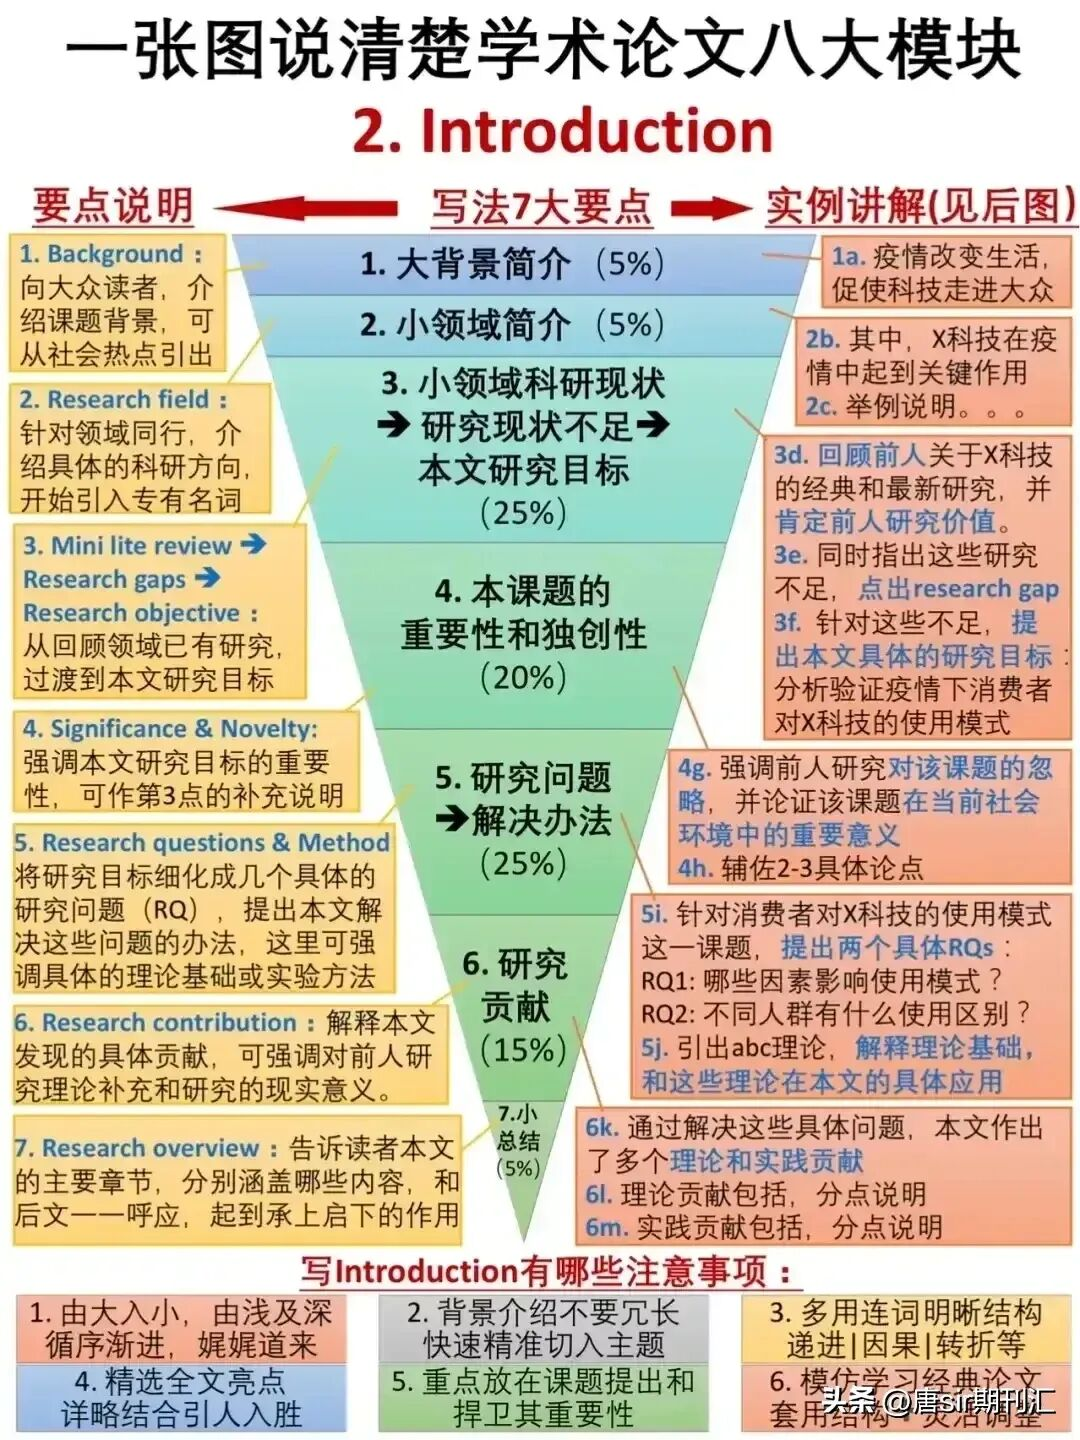 一张图说清楚学术论文八大模块
2. Introduction
要点说明
写法7大要点
实例讲解(见后图)
1. Background：
向大众读者，介
绍课题背景，可
从社会热点引出
2. Research field：
针对领域同行，介
绍具体的科研方向，
开始引入专有名词
3. Mini lite review ➔
Research gaps ➔
Research objective：
从回顾领域已有研究，
过渡到本文研究目标
4. Significance & Novelty:
强调本文研究目标的重要
性，可作第3点的补充说明
5. Research questions & Method
将研究目标细化成几个具体的
研究问题（RQ），提出本文解
决这些问题的办法，这里可强
调具体的理论基础或实验方法
6. Research contribution：解释本文
发现的具体贡献，可强调对前人研
究理论补充和研究的现实意义。
7. Research overview：告诉读者本文
的主要章节，分别涵盖哪些内容，和
后文一一呼应，起到承上启下的作用
1. 大背景简介（5%）
2. 小领域简介（5%）
3. 小领域科研现状
➔ 研究现状不足➔
本文研究目标
(25%)
4. 本课题的
重要性和独创性
(20%)
5. 研究问题
➔解决办法
(25%)
6. 研究
贡献
(15%)
7.小
总结
(5%)
1a. 疫情改变生活，
促使科技走进大众
2b. 其中，X科技在疫
情中起到关键作用
2c. 举例说明。。。
3d. 回顾前人关于X科技
的经典和最新研究，并
肯定前人研究价值。
3e. 同时指出这些研究
不足，点出research gap
3f. 针对这些不足，提
出本文具体的研究目标：
分析验证疫情下消费者
对X科技的使用模式
4g. 强调前人研究对该课题的忽
略，并论证该课题在当前社会
环境中的重要意义
4h. 辅佐2-3具体论点
5i. 针对消费者对X科技的使用模式
这一课题，提出两个具体RQs：
RQ1: 哪些因素影响使用模式？
RQ2: 不同人群有什么使用区别？
5j. 引出abc理论，解释理论基础，
和这些理论在本文的具体应用
6k. 通过解决这些具体问题，本文作出
了多个理论和实践贡献
6l. 理论贡献包括，分点说明
6m. 实践贡献包括，分点说明
写Introduction有哪些注意事项：
1. 由大入小，由浅及深
循序渐进，娓娓道来
2. 背景介绍不要冗长
快速精准切入主题
3. 多用连词明晰结构
递进|因果|转折等
4. 精选全文亮点
详略结合引人入胜
5. 重点放在课题提出和
捍卫其重要性
6. 模仿学习经典论文
套用结构 灵活调整
头条 @唐sir期刊汇